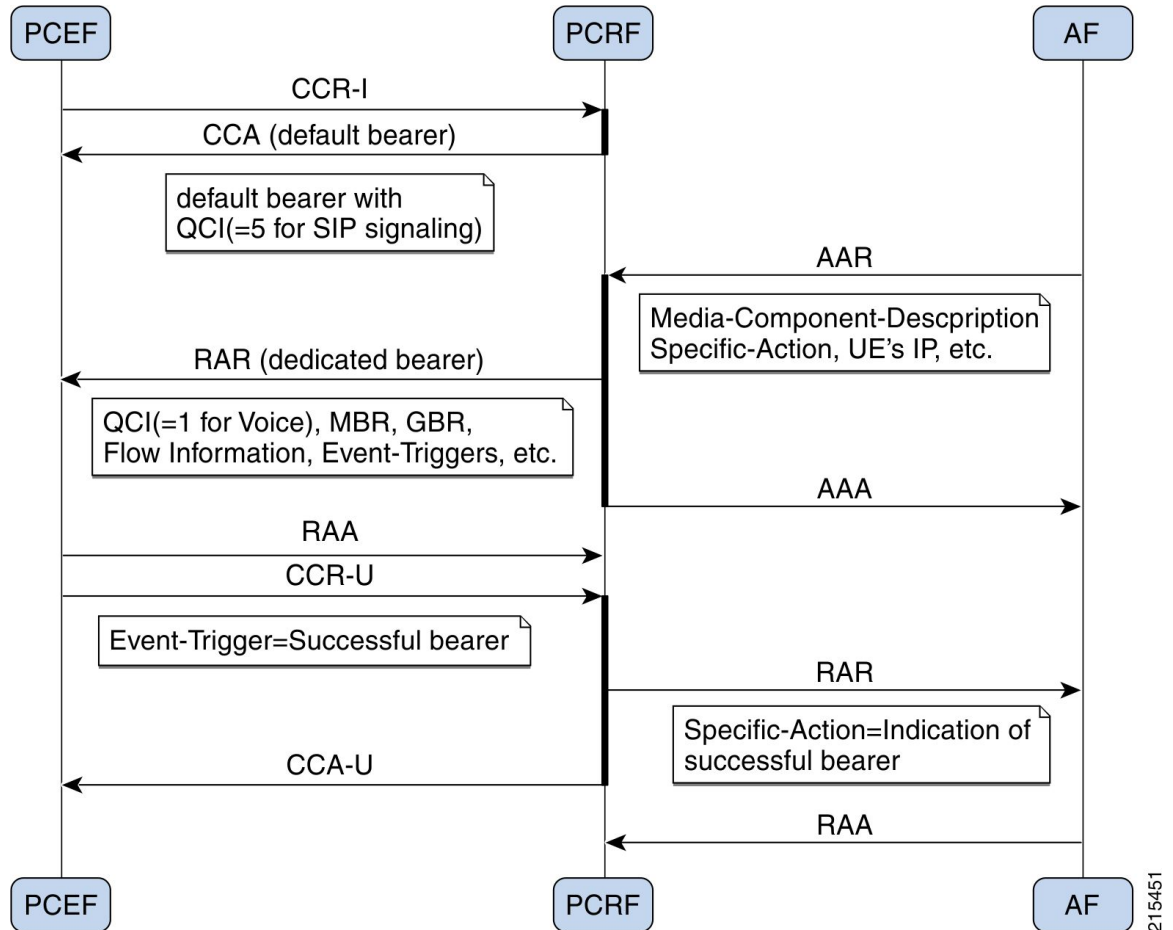 PCEF
PCRF
AF
CCR-I
CCA (default bearer)
default bearer with
QCI(=5 for SIP signaling)
AAR
Media-Component-Descpription
Specific-Action, UE's IP, etc.
RAR (dedicated bearer)
QCI(=1 for Voice), MBR, GBR,
Flow Information, Event-Triggers, etc.
AAA
RAA
CCR-U
Event-Trigger=Successful bearer
RAR
Specific-Action=Indication of
successful bearer
CCA-U
RAA
PCEF
PCRF
AF
215451